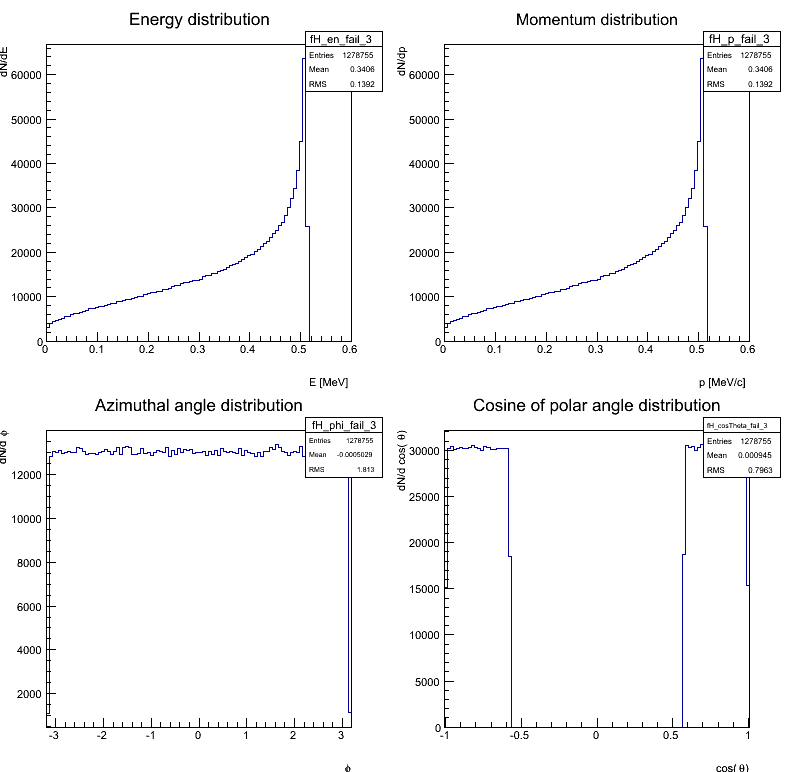 Energy distribution
dN/dE
fH_en_fail_3
Entries 1278755
Mean 0.3406
RMS 0.1392
60000
50000
40000
30000
20000
10000
0
0 0.1 0.2 0.3 0.4 0.5 0.6
E [MeV]
Momentum distribution
dN/dp
fH_p_fail_3
Entries 1278755
Mean 0.3406
RMS 0.1392
60000
50000
40000
30000
20000
10000
0
0 0.1 0.2 0.3 0.4 0.5 0.6
p [MeV/c]
Azimuthal angle distribution
dN/d ϕ
fH_phi_fail_3
Entries 1278755
Mean -0.0005029
RMS 1.813
12000
10000
8000
6000
4000
2000
-3 -2 -1 0 1 2 3
ϕ
Cosine of polar angle distribution
dN/d cos( θ)
fH_cosTheta_fail_3
Entries 1278755
Mean 0.000945
RMS 0.7963
30000
25000
20000
15000
10000
5000
0
-1 -0.5 0 0.5 1
cos( θ)